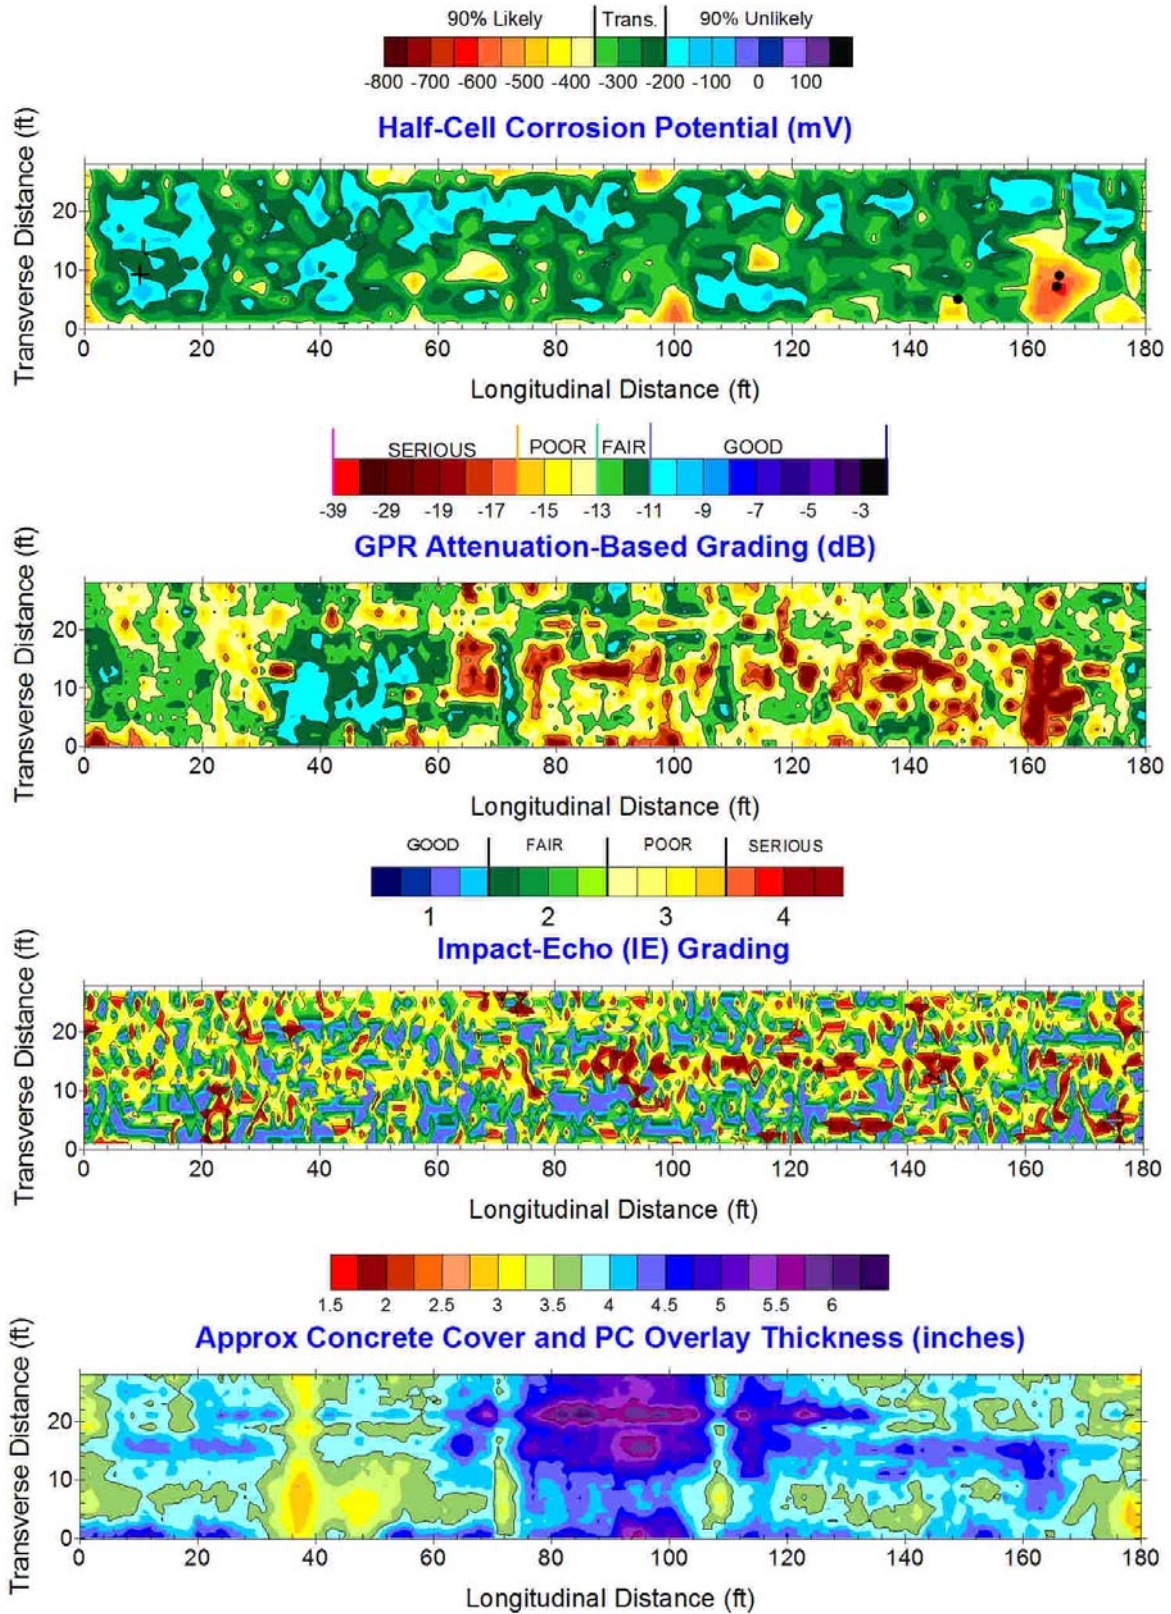 90% Likely Trans. 90% Unlikely
-800 -700 -600 -500 -400 -300 -200 -100 0 100
Half-Cell Corrosion Potential (mV)
Transverse Distance (ft)
20
10
0
0 20 40 60 80 100 120 140 160 180
Longitudinal Distance (ft)
SERIOUS POOR FAIR GOOD
-39 -29 -19 -17 -15 -13 -11 -9 -7 -5 -3
GPR Attenuation-Based Grading (dB)
Transverse Distance (ft)
20
10
0
0 20 40 60 80 100 120 140 160 180
Longitudinal Distance (ft)
GOOD FAIR POOR SERIOUS
1 2 3 4
Impact-Echo (IE) Grading
Transverse Distance (ft)
20
10
0
0 20 40 60 80 100 120 140 160 180
Longitudinal Distance (ft)
1.5 2 2.5 3 3.5 4 4.5 5 5.5 6
Approx Concrete Cover and PC Overlay Thickness (inches)
Transverse Distance (ft)
20
10
0
0 20 40 60 80 100 120 140 160 180
Longitudinal Distance (ft)